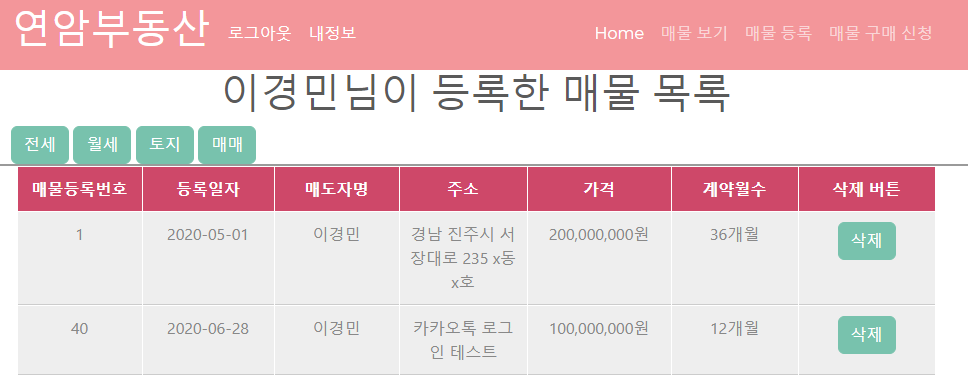 연암부동산 로그아웃 내정보 Home 매물 보기 매물 등록 매물 구매 신청
이경민님이 등록한 매물 목록
전세 월세 토지 매매
매물등록번호 등록일자 매도자명 주소 가격 계약월수 삭제 버튼
1 2020-05-01 이경민 경남 진주시 서 200,000,000원 36개월 삭제
장대로 235 x동
x호
40 2020-06-28 이경민 카카오톡 로그 100,000,000원 12개월 삭제
인 테스트